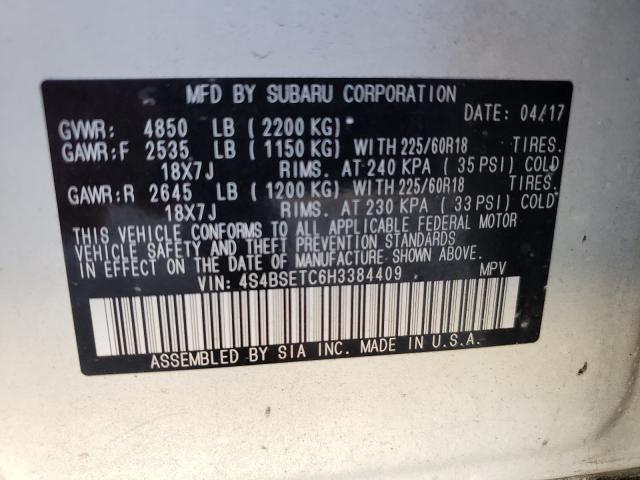 MFD BY SUBARU CORPORATION
DATE: 04/17
GVWR: 4850 LB (2200 KG)
GAWR:F 2535 LB (1150 KG) WITH 225/60R18 TIRES.
18X7J RIMS. AT 240 KPA ( 35 PSI) COLD
GAWR:R 2645 LB (1200 KG) WITH 225/60R18 TIRES.
18X7J RIMS. AT 230 KPA ( 33 PSI) COLD
THIS VEHICLE CONFORMS TO ALL APPLICABLE FEDERAL MOTOR
VEHICLE SAFETY AND THEFT PREVENTION STANDARDS
IN EFFECT ON THE DATE OF MANUFACTURE SHOWN ABOVE.
VIN: 4S4BSETC6H3384409 MPV
ASSEMBLED BY SIA INC. MADE IN U.S.A.